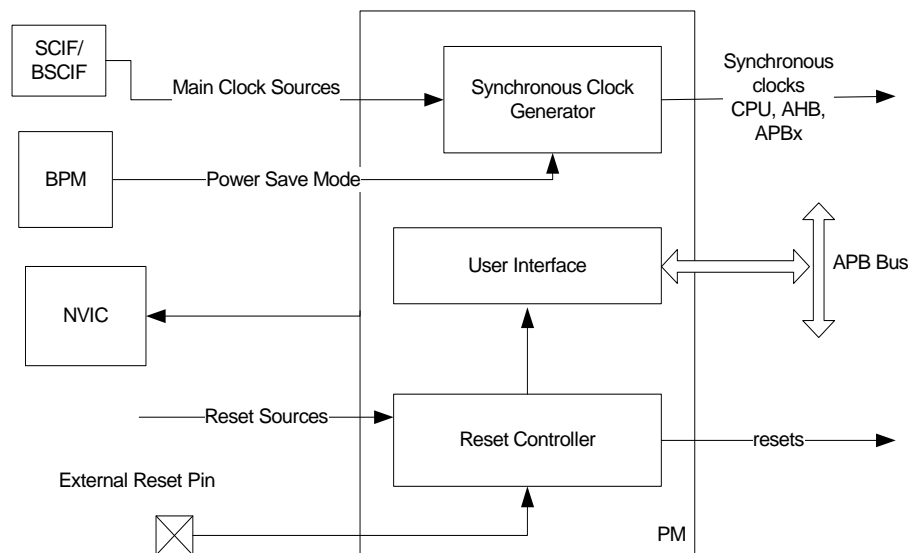 SCIF/
BSCIF
Main Clock Sources
Synchronous Clock
Generator
Synchronous
clocks
CPU, AHB,
APBx
BPM
Power Save Mode
User Interface
APB Bus
NVIC
Reset Sources
Reset Controller
resets
External Reset Pin
PM